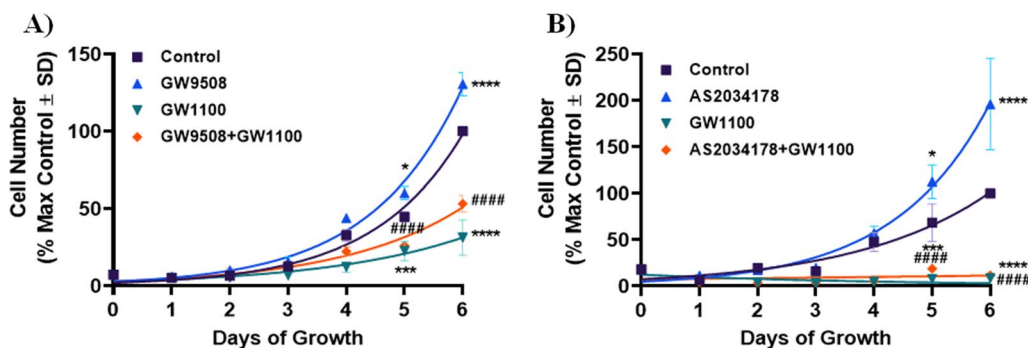 A)
Cell Number
(% Max Control ± SD)
150
100
50
0
Control
GW9508
GW1100
GW9508+GW1100
****
*
####
####
****
***
0 1 2 3 4 5 6
Days of Growth
B)
Cell Number
(% Max Control ± SD)
250
200
150
100
50
0
Control
AS2034178
GW1100
AS2034178+GW1100
****
*
***
####
****
####
0 1 2 3 4 5 6
Days of Growth